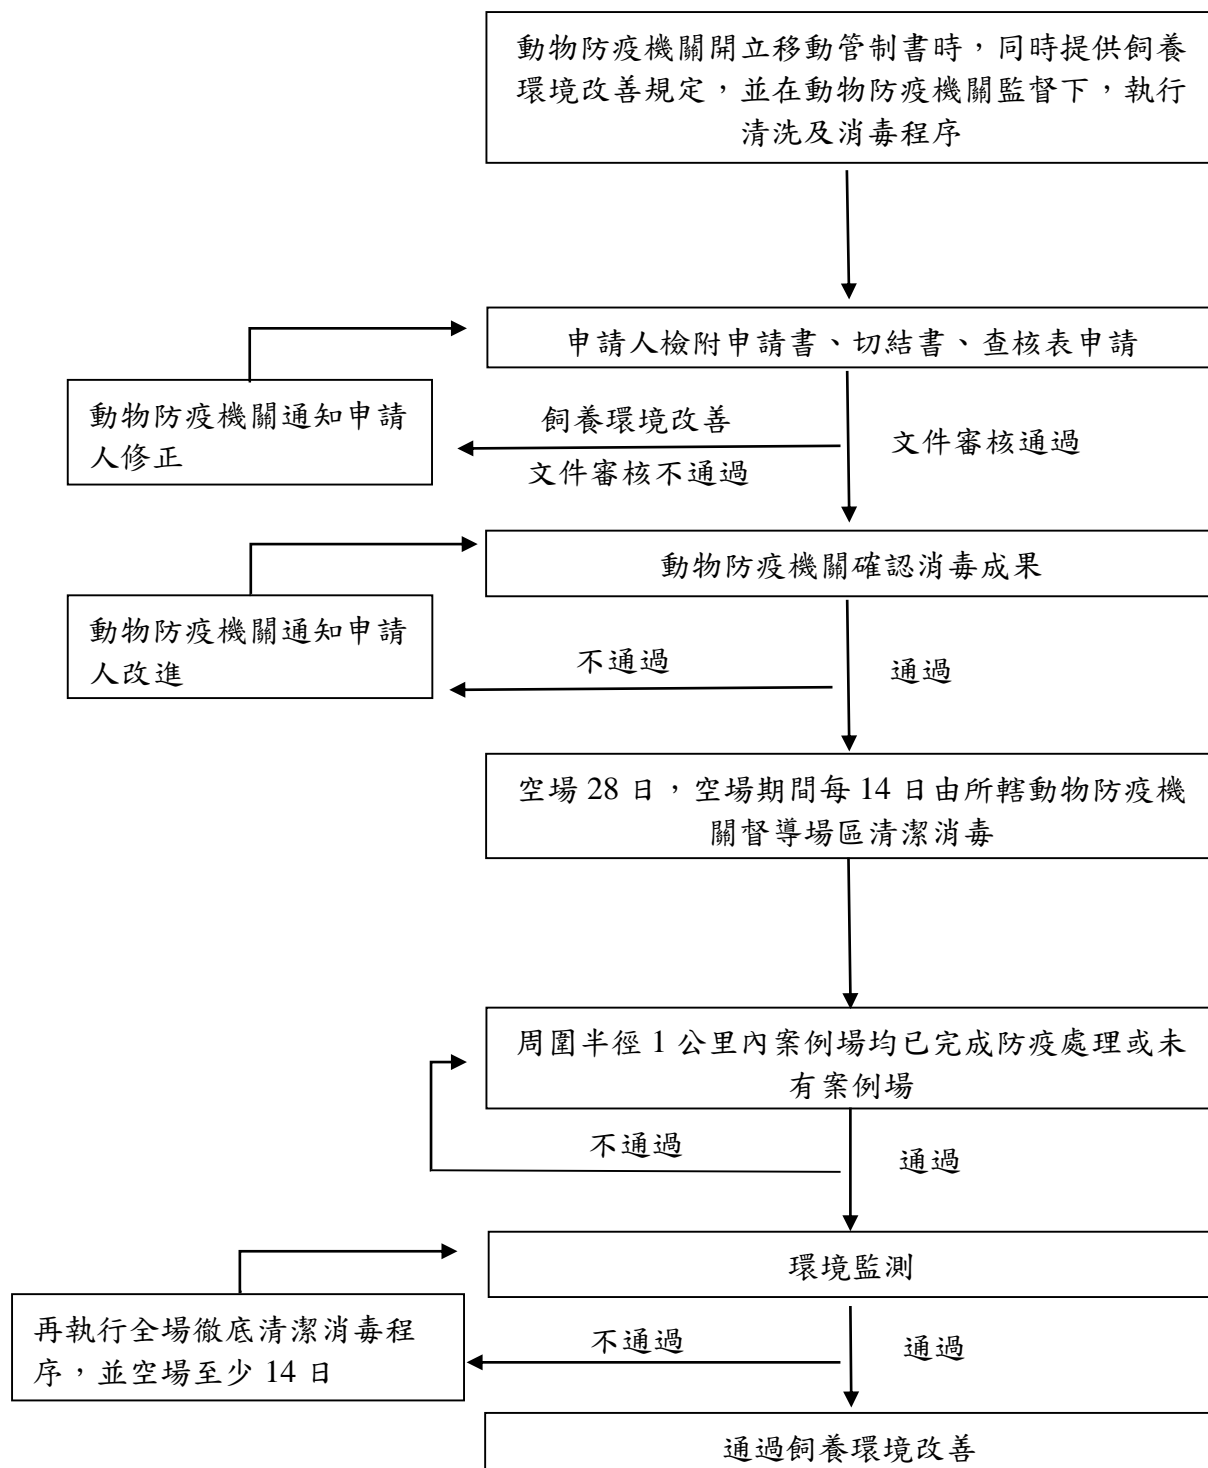 動物防疫機關開立移動管制書時，同時提供飼養
環境改善規定，並在動物防疫機關監督下，執行
清洗及消毒程序
申請人檢附申請書、切結書、查核表申請
動物防疫機關通知申請
人修正
飼養環境改善
文件審核不通過
文件審核通過
動物防疫機關確認消毒成果
動物防疫機關通知申請
人改進
不通過
通過
空場 28 日，空場期間每 14 日由所轄動物防疫機
關督導場區清潔消毒
周圍半徑 1 公里內案例場均已完成防疫處理或未
有案例場
不通過
通過
環境監測
再執行全場徹底清潔消毒程
序，並空場至少 14 日
不通過
通過
通過飼養環境改善